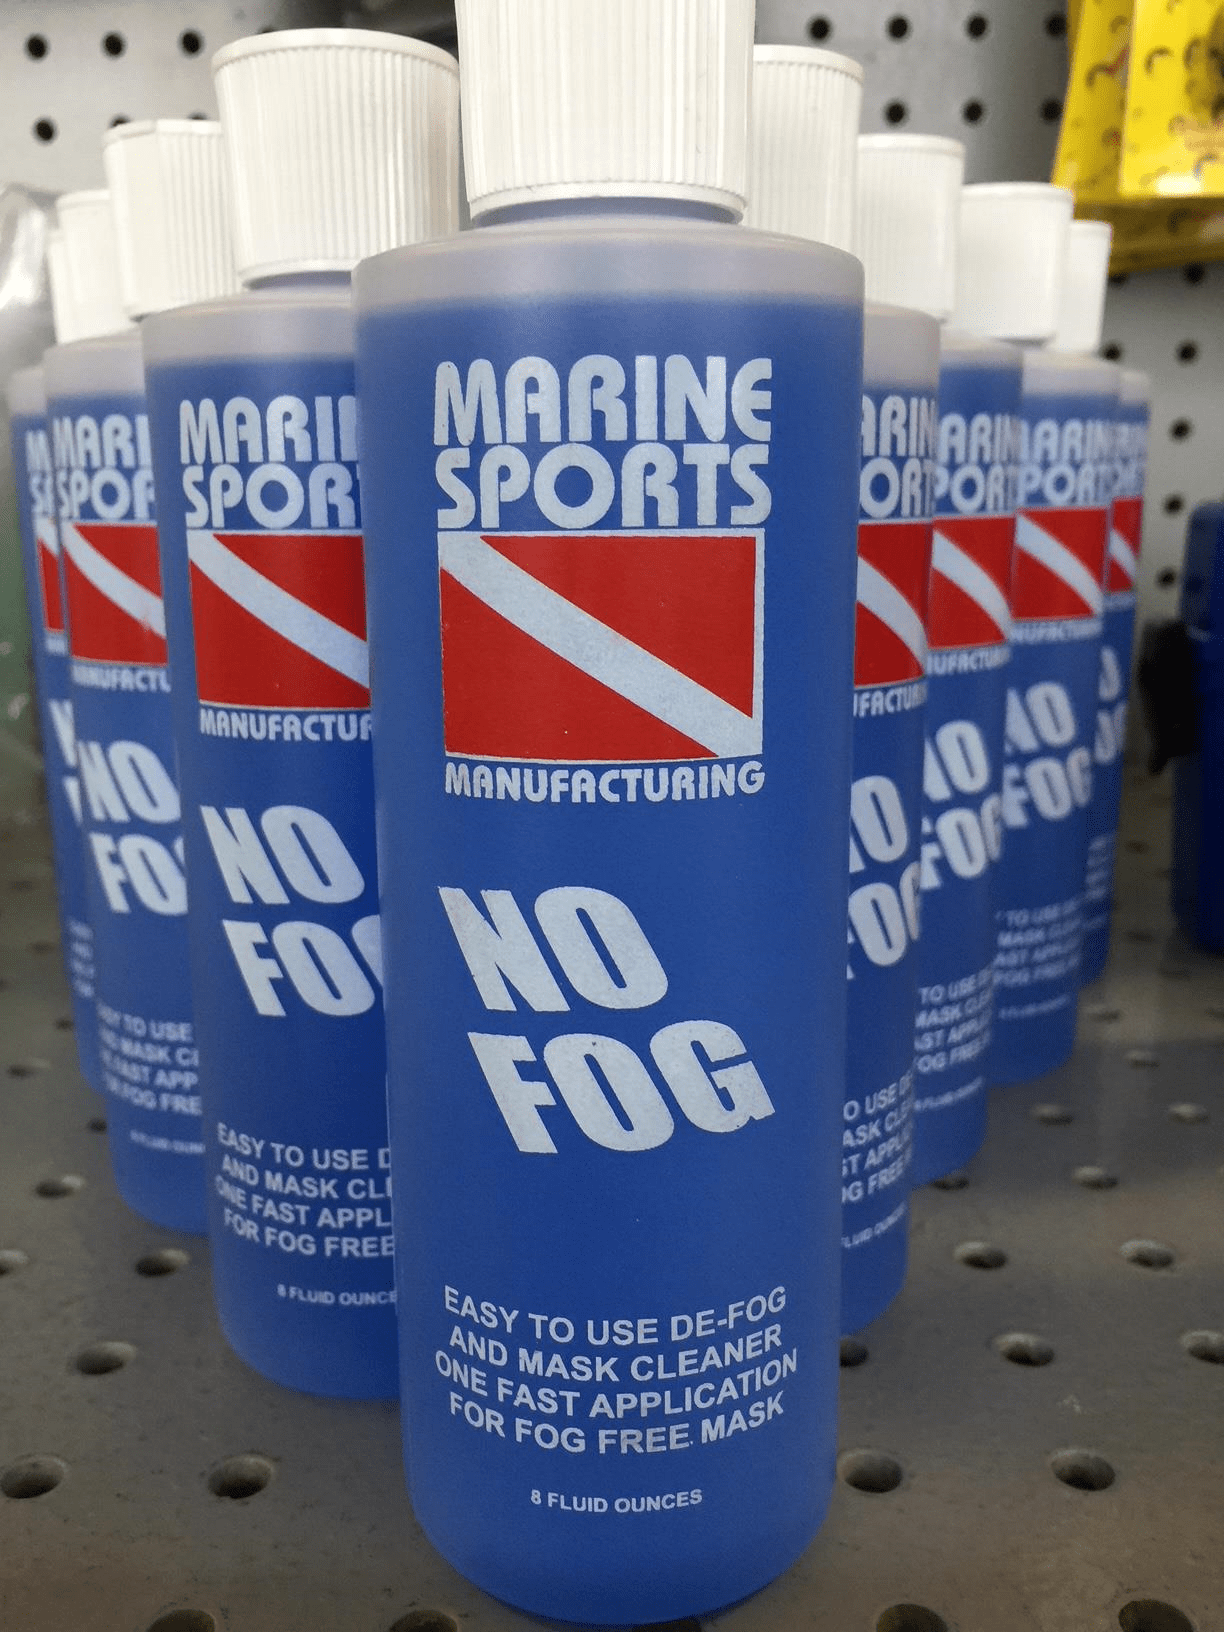 MARINE
SPORTS
MANUFACTURING
NO
FOG
EASY TO USE DE-FOG
AND MASK CLEANER
ONE FAST APPLICATION
FOR FOG FREE MASK
8 FLUID OUNCES